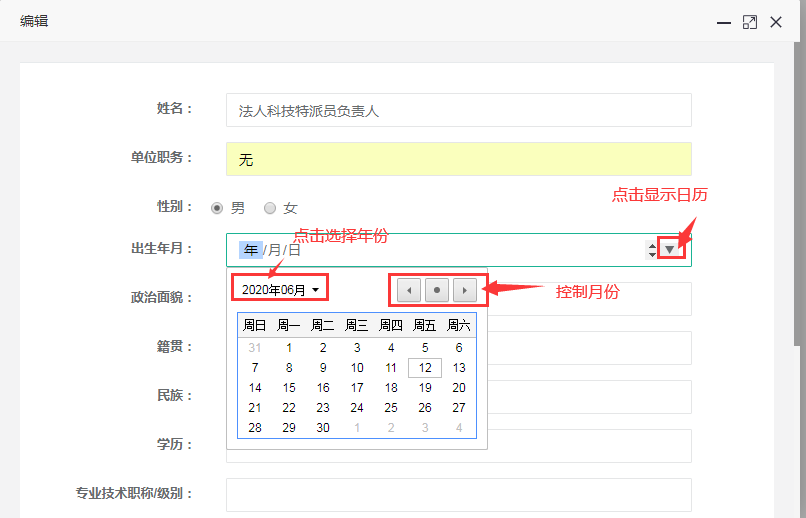 编辑
姓名： 法人科技特派员负责人
单位职务： 无
性别： 男 女
点击显示日历
点击选择年份
出生年月： 年/月/日
政治面貌： 2020年06月 控制月份
周日 周一 周二 周三 周四 周五 周六
31 1 2 3 4 5 6
籍贯：
7 8 9 10 11 12 13
14 15 16 17 18 19 20
民族：
21 22 23 24 25 26 27
28 29 30 1 2 3 4
学历：
专业技术职称/级别：